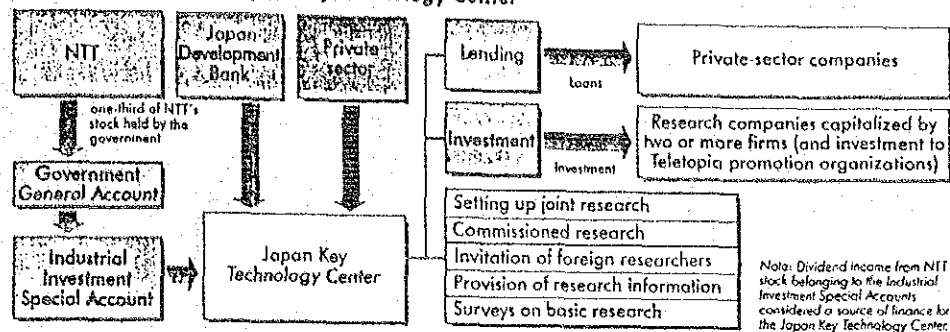 Technology Center
NTT
Japan
Development
Bank
Private
sector
one-third of NTT's
stock held by the
government
Government
General Account
Industrial
Investment
Special Account
Japan Key
Technology Center
Lending
Loans
Private-sector companies
Investment
Investment
Research companies capitalized by
two or more firms (and investment to
Teletopia promotion organizations)
Setting up joint research
Commissioned research
Invitation of foreign researchers
Provision of research information
Surveys on basic research
Note: Dividend income from NTT
stock belonging to the Industrial
Investment Special Accounts
considered a source of finance for
the Japan Key Technology Center.